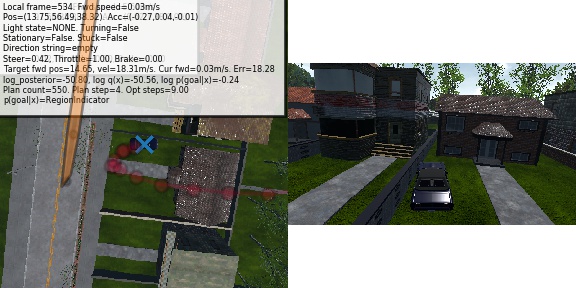 Local frame=534. Fwd speed=0.03m/s
Pos=(13.75,56.49,38.32). Acc=(-0.27,0.04,-0.01)
Light state=NONE. Turning=False
Stationary=False. Stuck=False
Direction string=empty
Steer=0.42, Throttle=1.00, Brake=0.00
Target fwd pos=14.65, vel=18.31m/s. Cur fwd=0.03m/s. Err=18.28
log_posterior=-50.80, log q(x)=-50.56, log p(goal|x)=-0.24
Plan count=550. Plan step=4. Opt steps=9.00
p(goal|x)=RegionIndicator